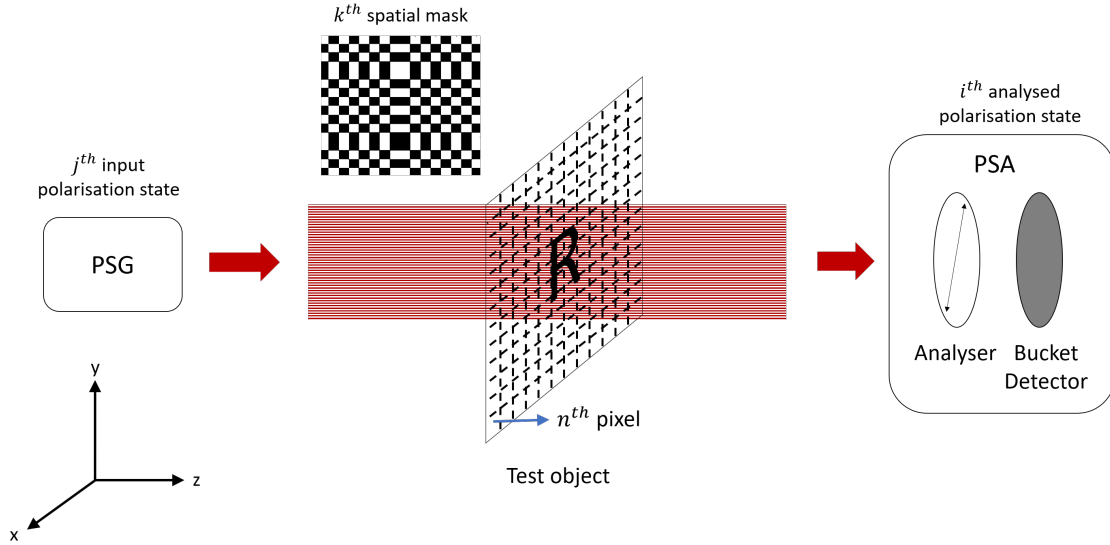 k^{th} spatial mask
j^{th} input
polarisation state
PSG
R
n^{th} pixel
Test object
i^{th} analysed
polarisation state
PSA
Analyser
Bucket
Detector
y
z
x